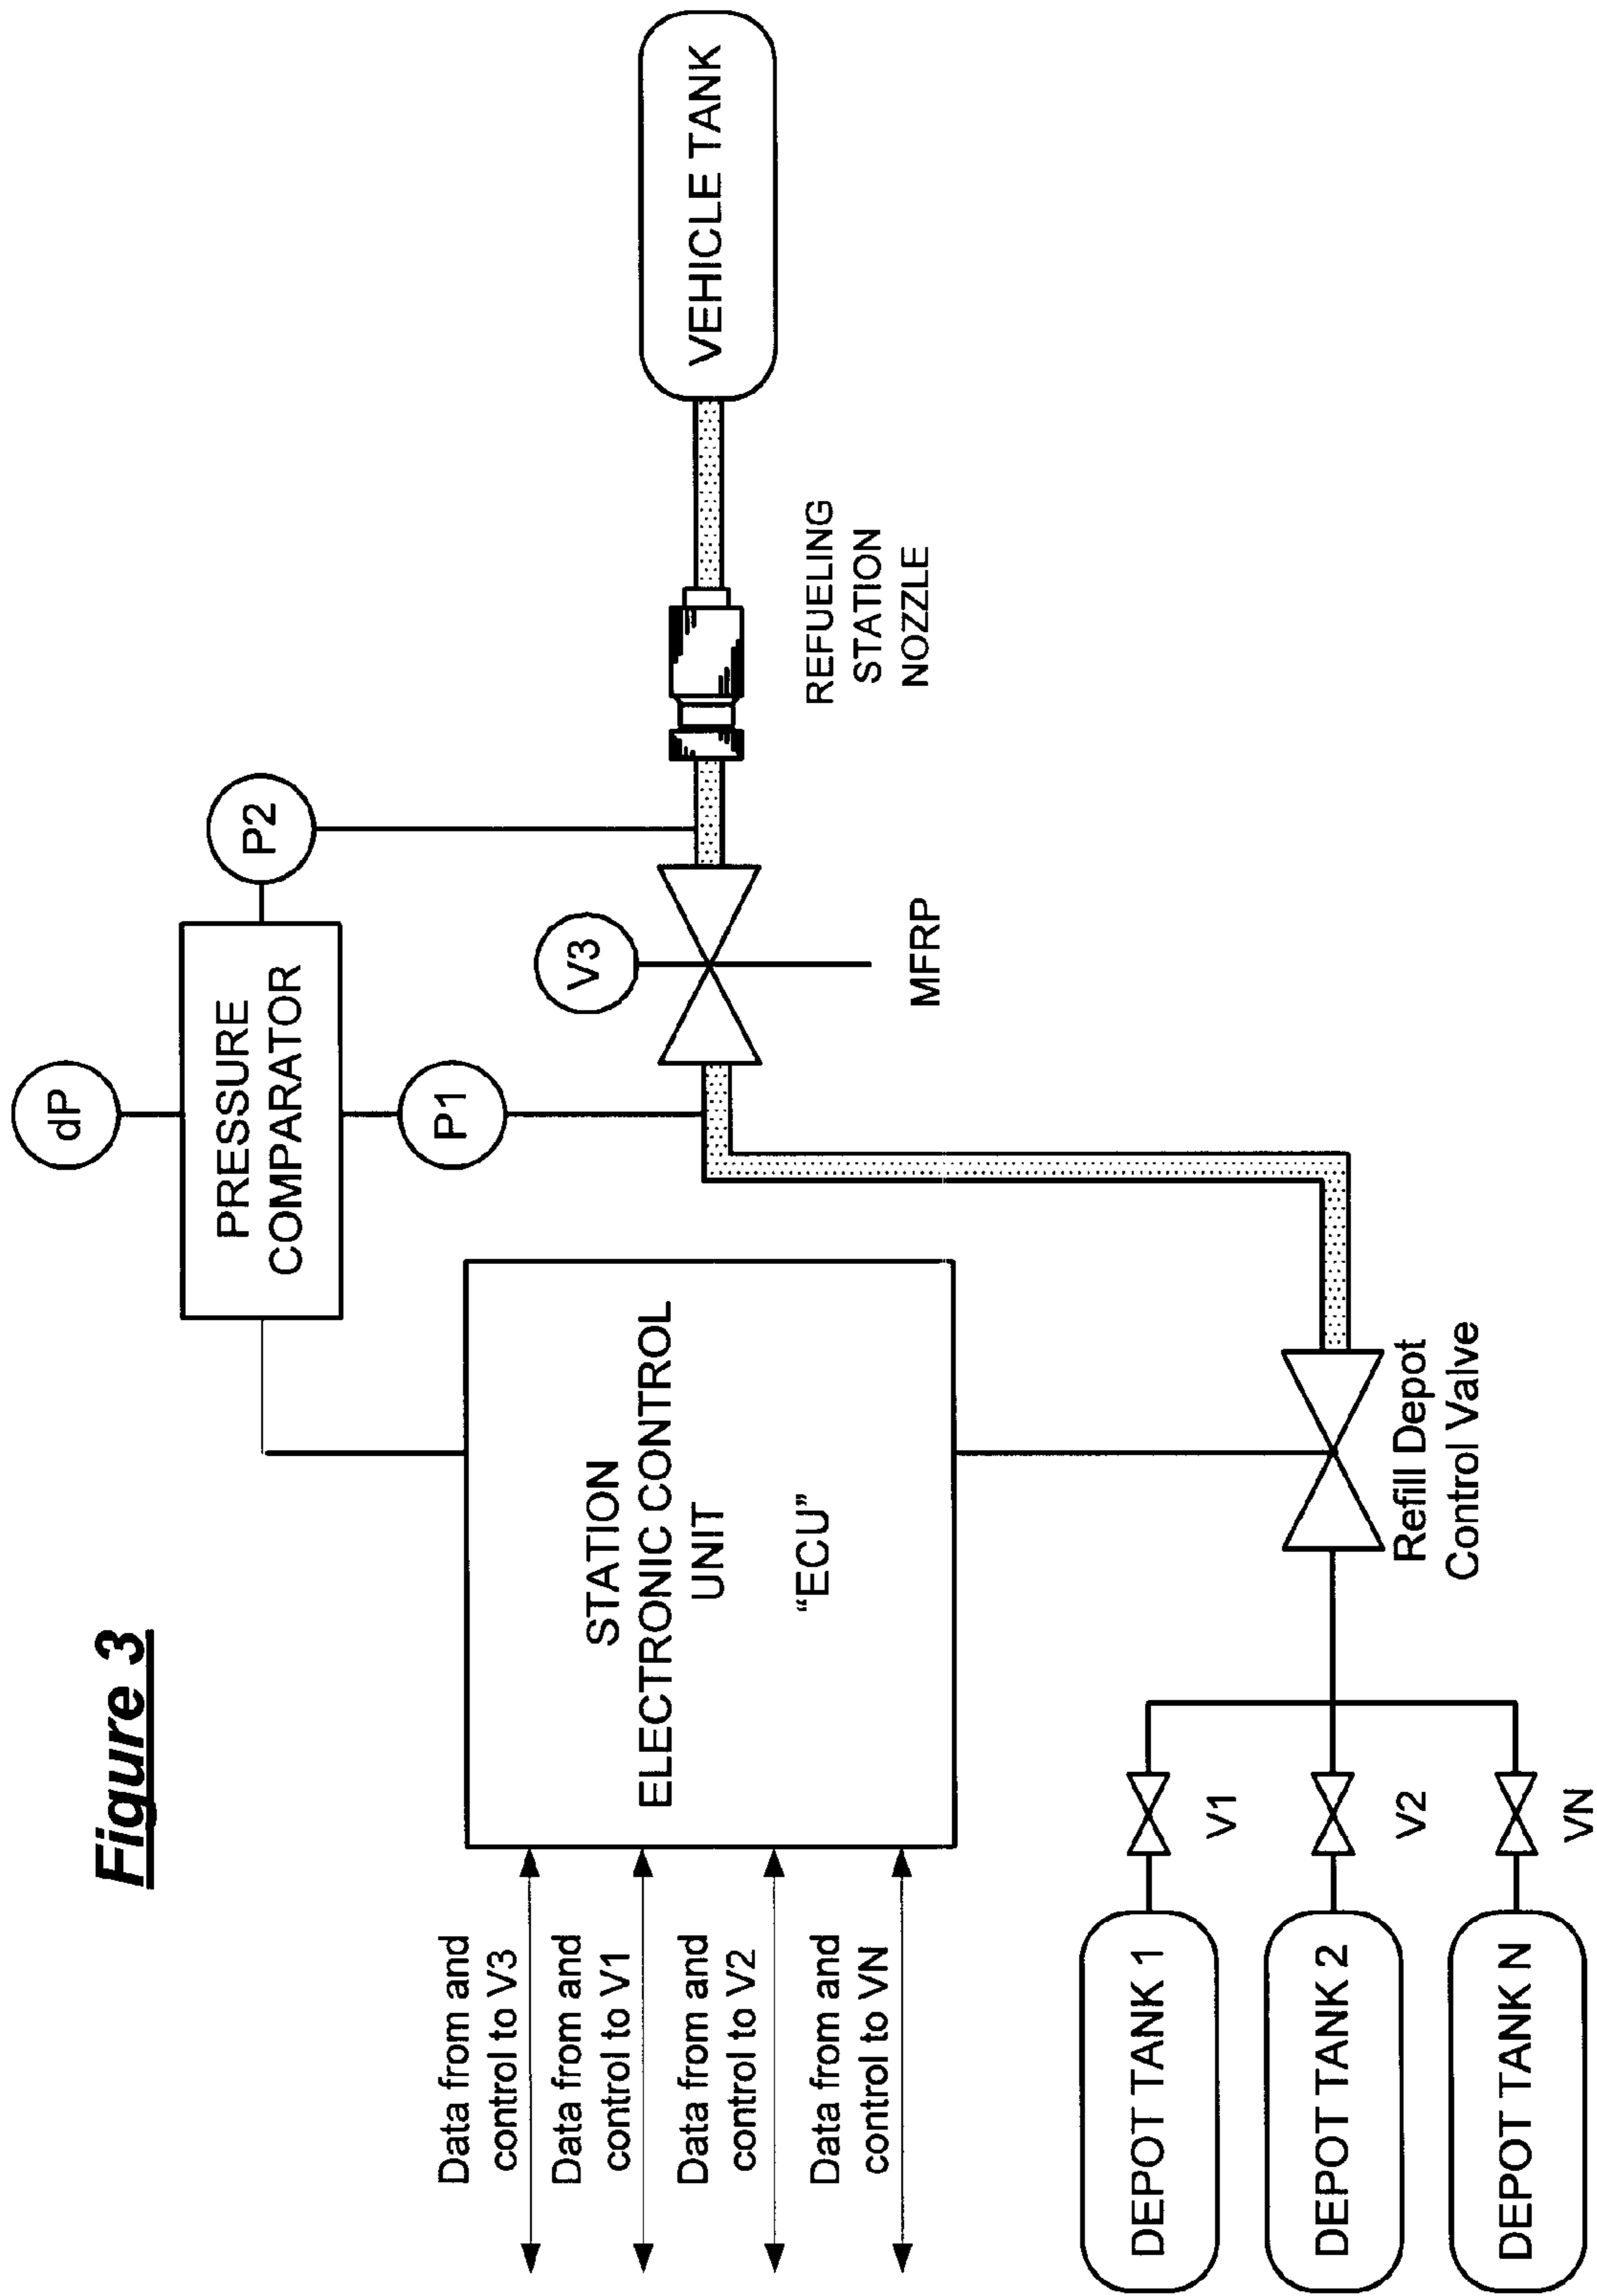 Figure 3
dP
PRESSURE
COMPARATOR
P2
P1
V3
MFRP
VEHICLE TANK
REFUELING
STATION
NOZZLE
STATION
ELECTRONIC CONTROL
UNIT
“ECU”
Data from and
control to V3
Data from and
control to V1
Data from and
control to V2
Data from and
control to VN
Refill Depot
Control Valve
DEPOT TANK 1
V1
DEPOT TANK 2
V2
DEPOT TANK N
VN